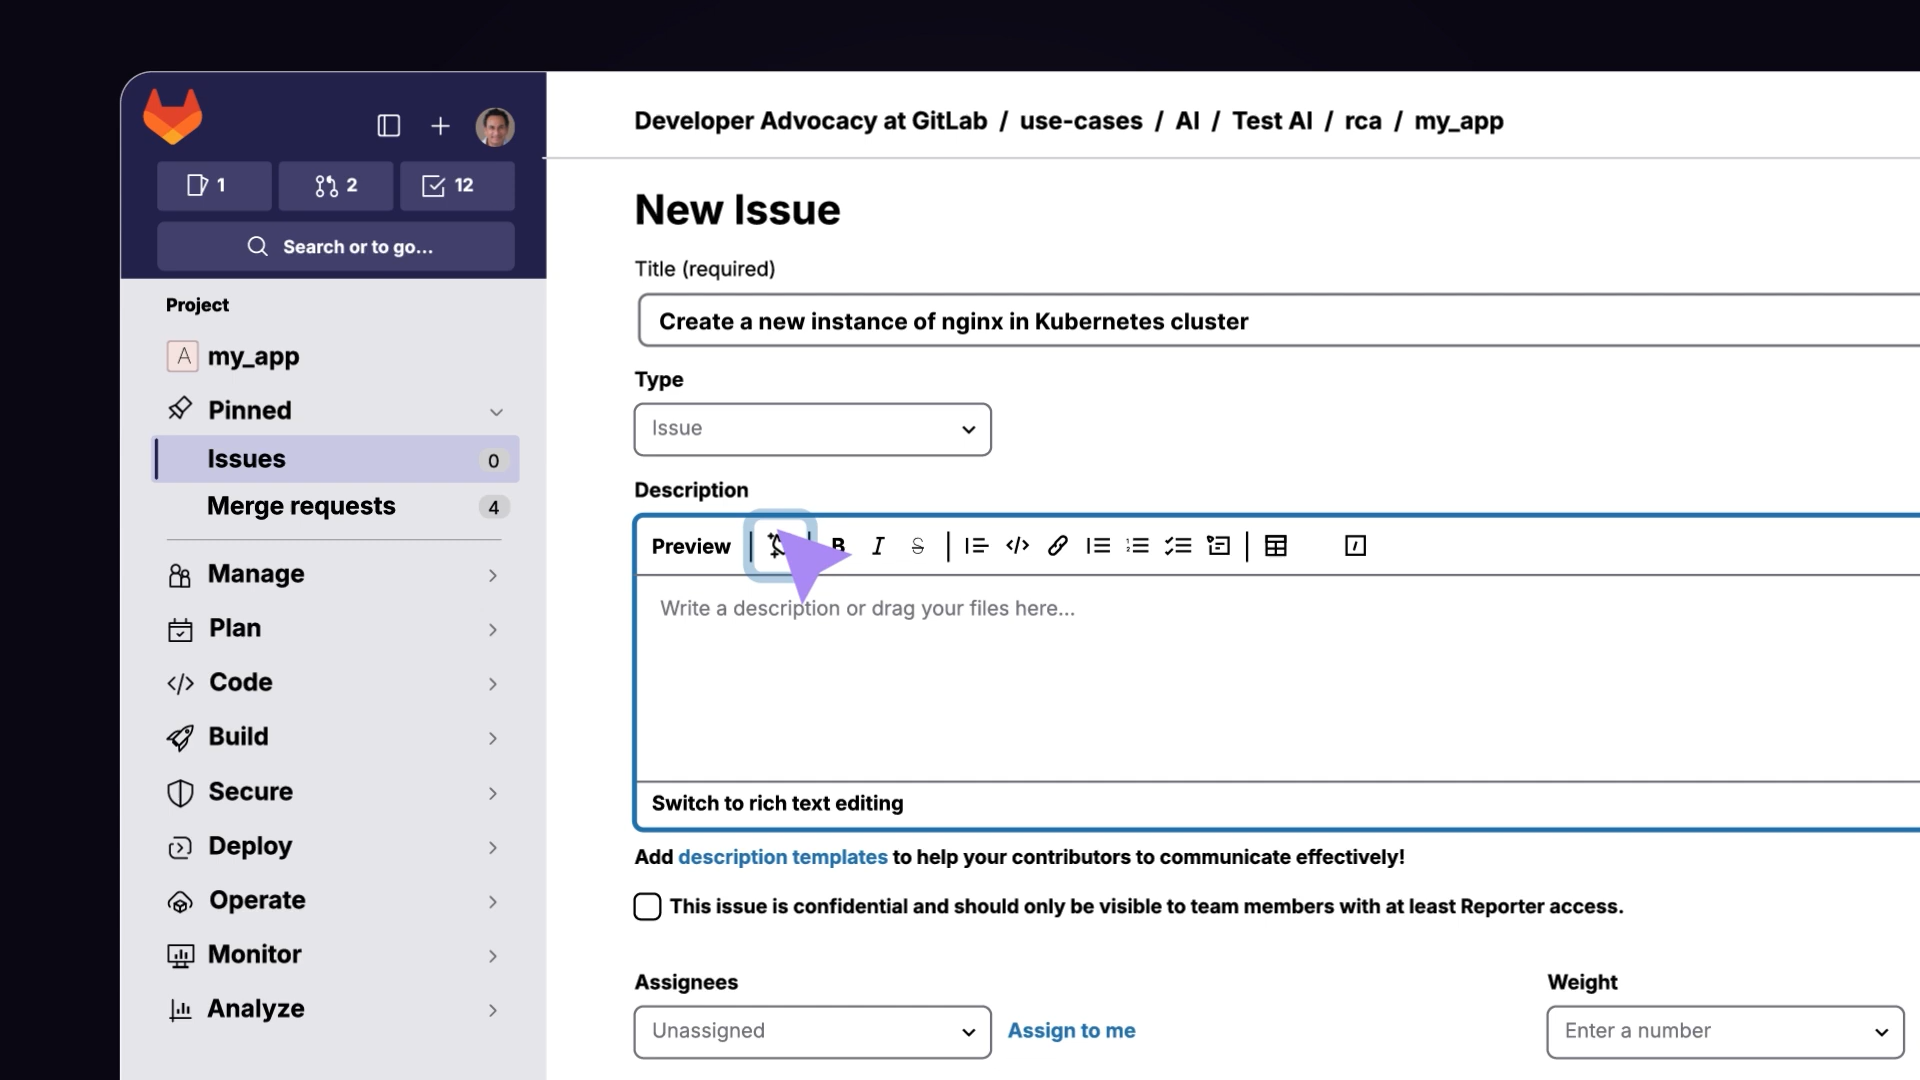 Developer Advocacy at GitLab / use-cases / AI / Test AI / rca / my_app
1 2 12
Search or to go...
Project
A my_app
Pinned
Issues 0
Merge requests 4
Manage
Plan
Code
Build
Secure
Deploy
Operate
Monitor
Analyze
New Issue
Title (required)
Create a new instance of nginx in Kubernetes cluster
Type
Issue
Description
Preview B I S
Write a description or drag your files here...
Switch to rich text editing
Add description templates to help your contributors to communicate effectively!
This issue is confidential and should only be visible to team members with at least Reporter access.
Assignees
Unassigned
Assign to me
Weight
Enter a number